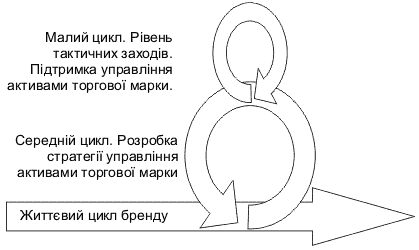 Малий цикл. Рівень
тактичних заходів.
Підтримка управління
активами торгової марки.
Середній цикл. Розробка
стратегії управління
активами торгової марки
Життєвий цикл бренду